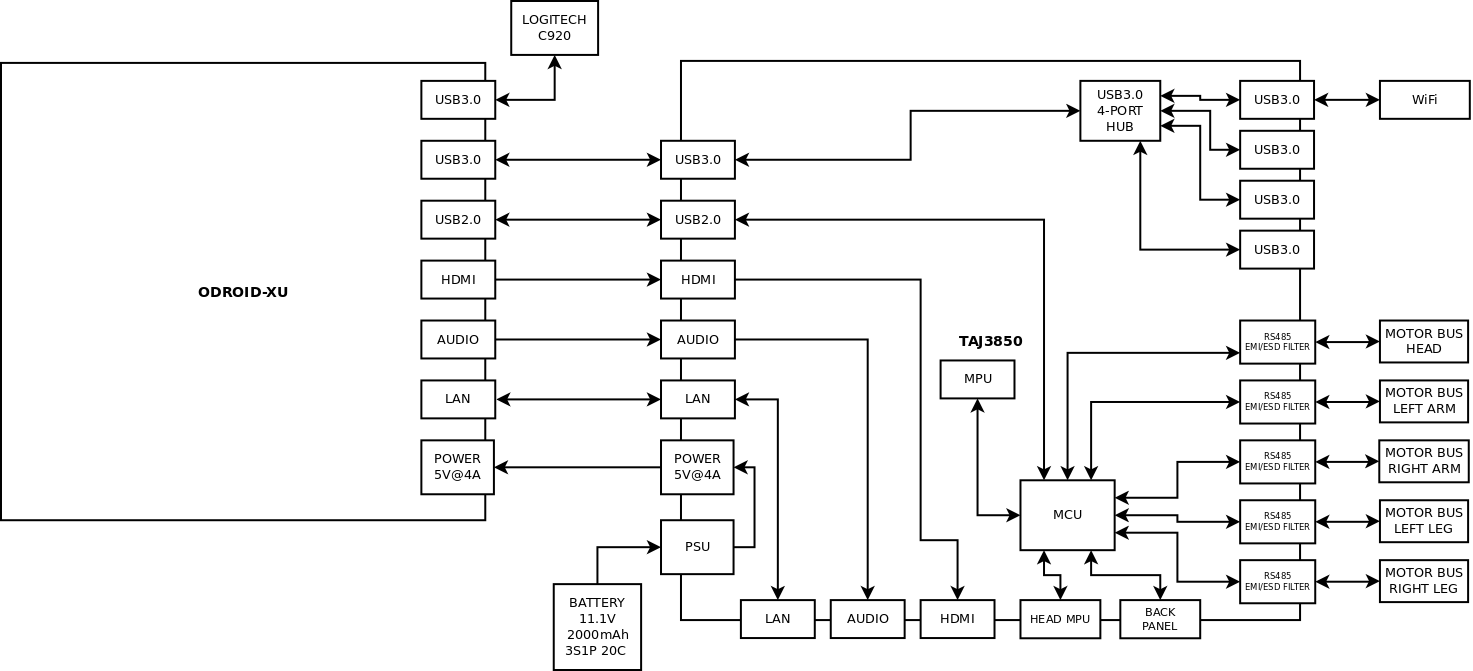 LOGITECH
C920
ODROID-XU
USB3.0
USB3.0
USB2.0
HDMI
AUDIO
LAN
POWER
5V@4A
USB3.0
USB2.0
HDMI
AUDIO
LAN
POWER
5V@4A
PSU
BATTERY
11.1V
2000mAh
3S1P 20C
USB3.0
4-PORT
HUB
USB3.0
USB3.0
USB3.0
USB3.0
WiFi
TAJ3850
MPU
MCU
RS485
EMI/ESD FILTER
MOTOR BUS
HEAD
RS485
EMI/ESD FILTER
MOTOR BUS
LEFT ARM
RS485
EMI/ESD FILTER
MOTOR BUS
RIGHT ARM
RS485
EMI/ESD FILTER
MOTOR BUS
LEFT LEG
RS485
EMI/ESD FILTER
MOTOR BUS
RIGHT LEG
LAN
AUDIO
HDMI
HEAD MPU
BACK
PANEL